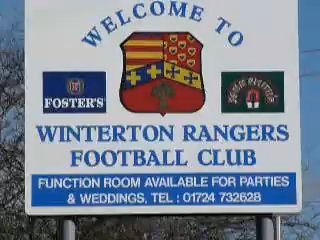 WELCOME TO
FOSTER'S
WINTERTON RANGERS
FOOTBALL CLUB
FUNCTION ROOM AVAILABLE FOR PARTIES
& WEDDINGS, TEL : 01724 732628